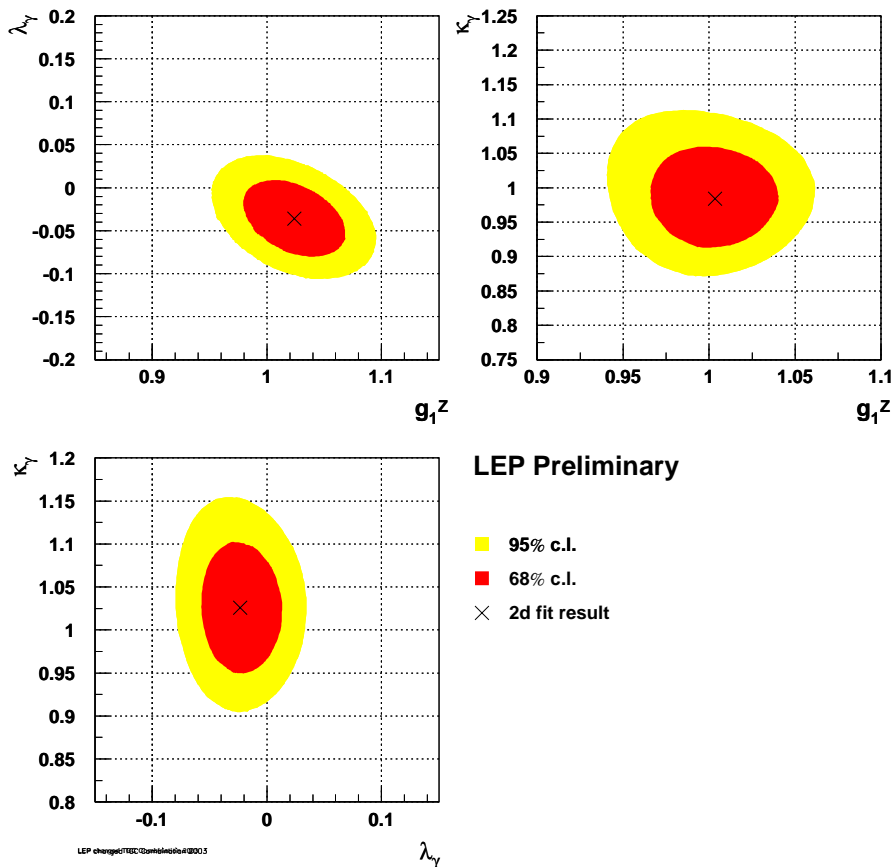 λγ
0.2
0.15
0.1
0.05
0
-0.05
-0.1
-0.15
-0.2
0.9 1 1.1
g₁ᶻ
κγ
1.25
1.2
1.15
1.1
1.05
1
0.95
0.9
0.85
0.8
0.75
0.9 0.95 1 1.05 1.1
g₁ᶻ
κγ
1.2
1.15
1.1
1.05
1
0.95
0.9
0.85
0.8
-0.1 0 0.1
λγ
LEP Preliminary
95% c.l.
68% c.l.
2d fit result
LEP charged